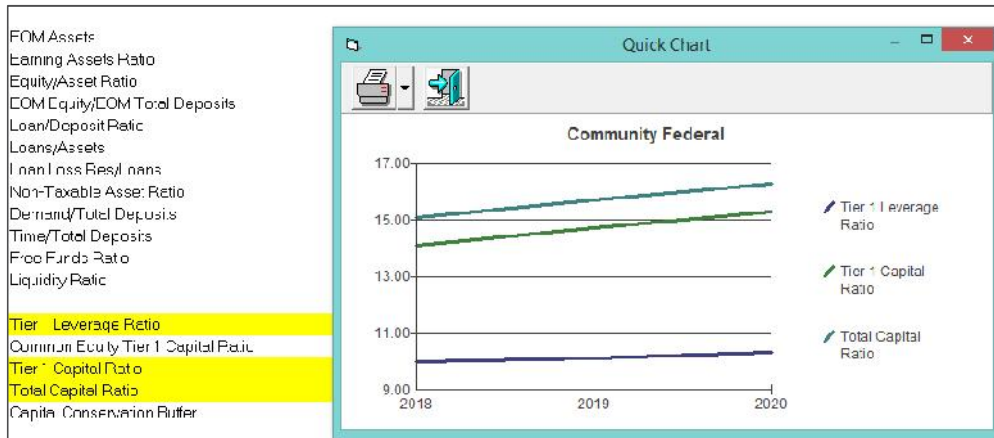 EOM Assets
Earning Assets Ratio
Equity/Asset Ratio
EOM Equity/EOM Total Deposits
Loan/Deposit Ratio
Loans/Assets
Loan Loss Res/Loans
Non-Taxable Asset Ratio
Demand/Total Deposits
Time/Total Deposits
Free Funds Ratio
Liquidity Ratio
Tier 1 Leverage Ratio
Common Equity Tier 1 Capital Ratio
Tier 1 Capital Ratio
Total Capital Ratio
Capital Conservation Buffer
Quick Chart
Community Federal
17.00
15.00
13.00
11.00
9.00
2018
2019
2020
Tier 1 Leverage
Ratio
Tier 1 Capital
Ratio
Total Capital
Ratio